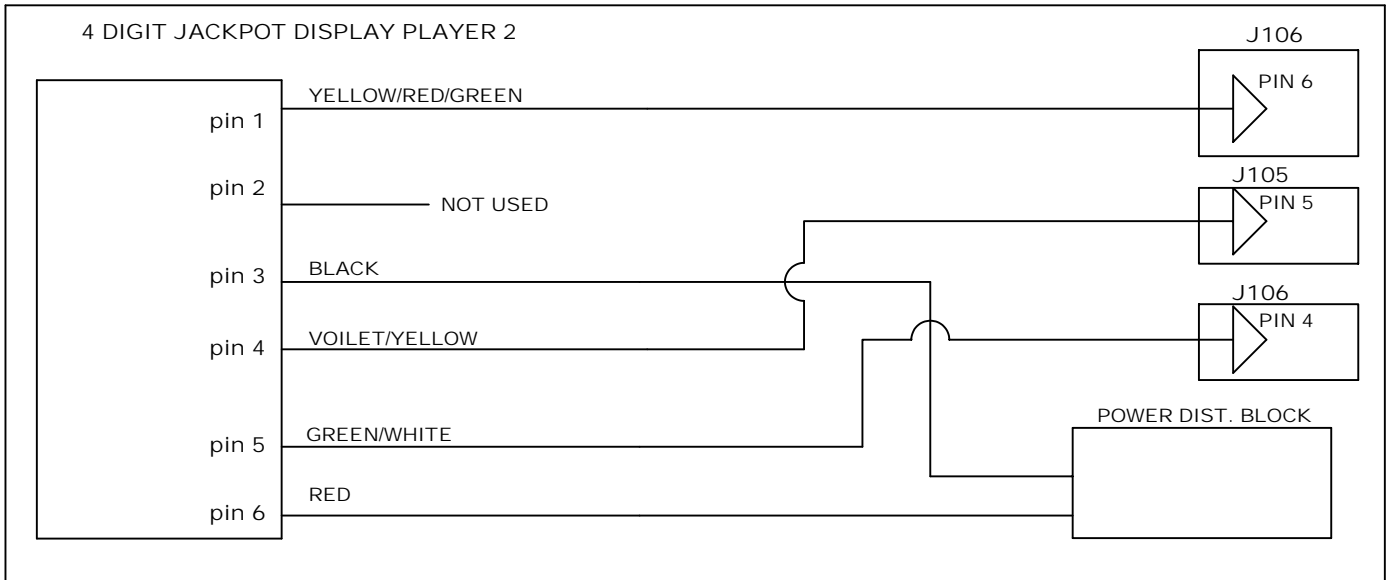 4 DIGIT JACKPOT DISPLAY PLAYER 2
J106
PIN 6
YELLOW/RED/GREEN
pin 1
J105
PIN 5
pin 2
NOT USED
BLACK
pin 3
J106
PIN 4
VOILET/YELLOW
pin 4
POWER DIST. BLOCK
GREEN/WHITE
pin 5
RED
pin 6